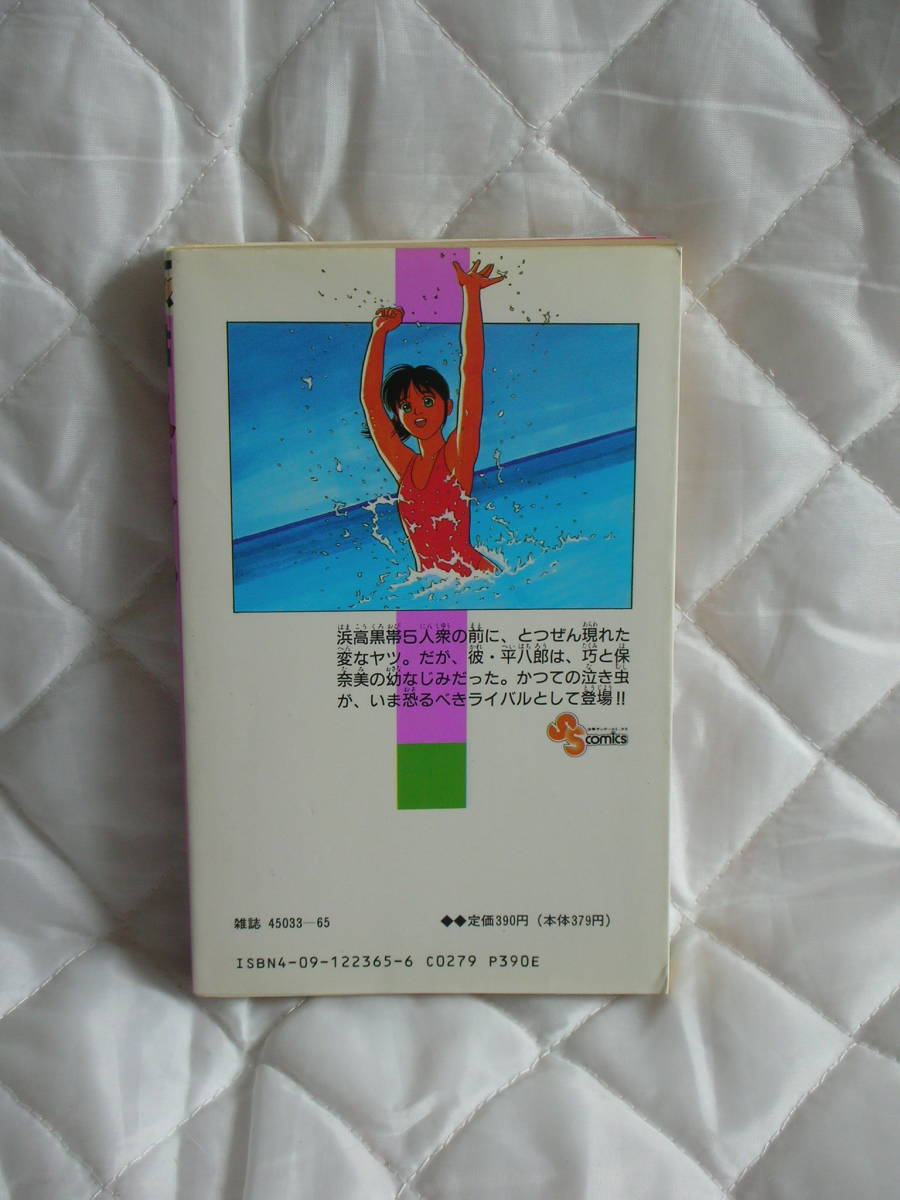 浜高黒帯5人衆の前に、とつぜん現れた
変なヤツ。だが、彼・平八郎は、巧と保
奈美の幼なじみだった。かつての泣き虫
が、いま恐るべきライバルとして登場!!
SS comics
雑誌 45033—65
◆◆定価390円（本体379円）
ISBN4-09-122365-6 C0279 P390E